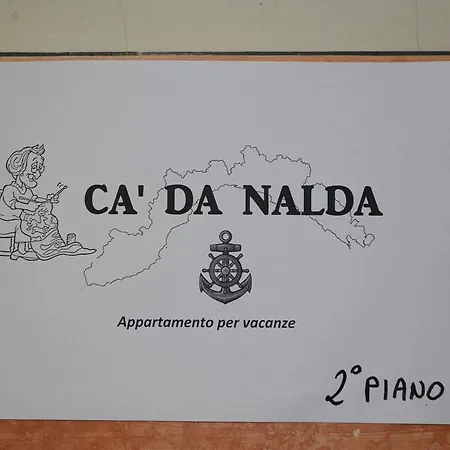 CA' DA NALDA
Appartamento per vacanze
2° PIANO